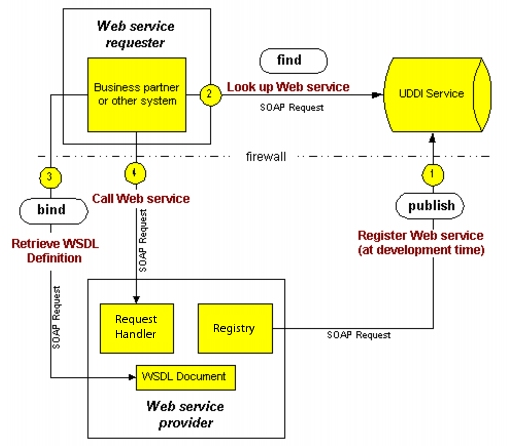 Web service
requester
find
Business partner
or other system
2
Look up Web service
SOAP Request
UDDI Service
firewall
3
4
1
bind
Call Web service
publish
Retrieve WSDL
Definition
SOAP Request
Register Web service
(at development time)
SOAP Request
Request
Handler
Registry
SOAP Request
WSDL Document
Web service
provider